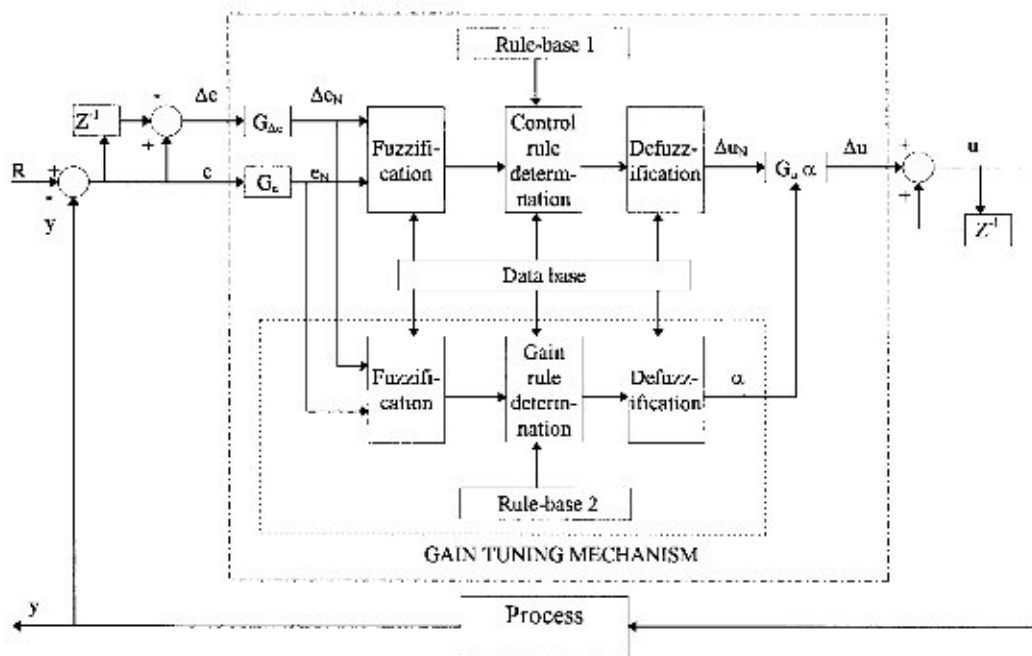 Rule-base 1
Δe
Δe_N
Z⁻¹
-
+
G_Δe
Fuzzifi-
cation
Control
rule
determ-
nation
Defuzz-
ification
Δu_N
G_u α
Δu
+
+
u
Z⁻¹
R
+
-
y
e
G_e
e_N
Data base
Fuzzifi-
cation
Gain
rule
determ-
nation
Defuzz-
ification
α
Rule-base 2
GAIN TUNING MECHANISM
y
Process